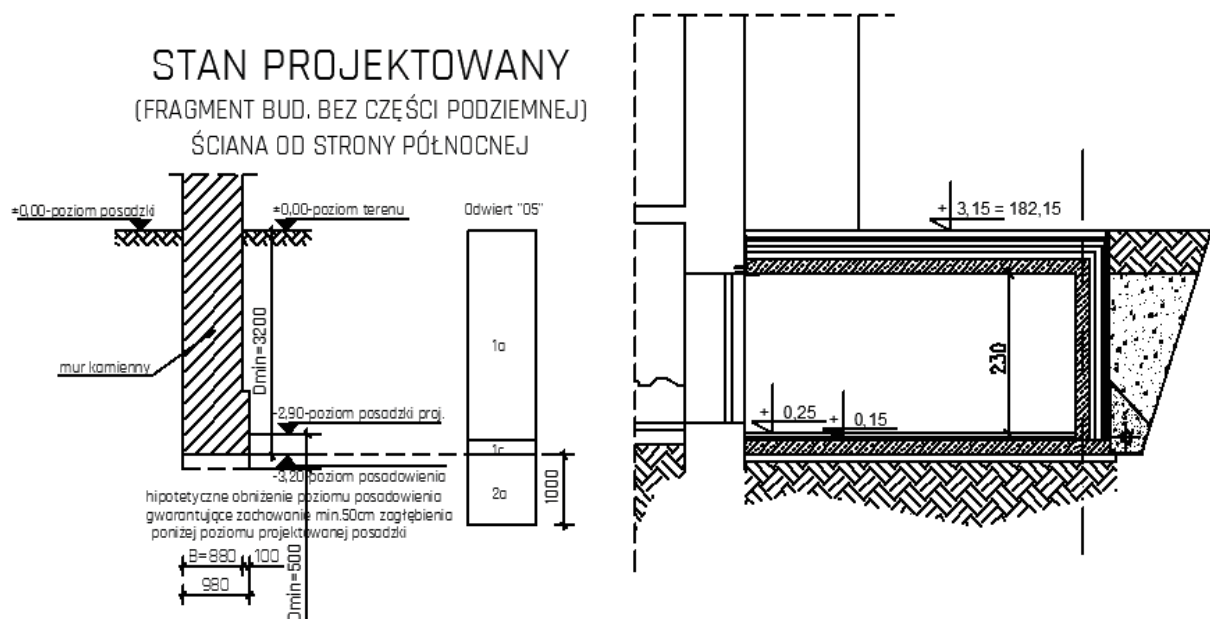 STAN PROJEKTOWANY
(FRAGMENT BUD. BEZ CZĘŚCI PODZIEMNEJ)
ŚCIANA OD STRONY PÓŁNOCNEJ
±0,00-poziom posadzki
±0,00-poziom terenu
Odwiert "05"
1a
Dmin=3200
mur kamienny
-2,90-poziom posadzki proj.
1c
-3,20-poziom posadowienia
hipotetyczne obniżenie poziomu posadowienia
gwarantujące zachowanie min.50cm zagłębienia
poniżej poziomu projektowanej posadzki
2a
1000
B=880
100
980
Dmin=500
+ 3,15 = 182,15
230
+ 0,25
+ 0,15